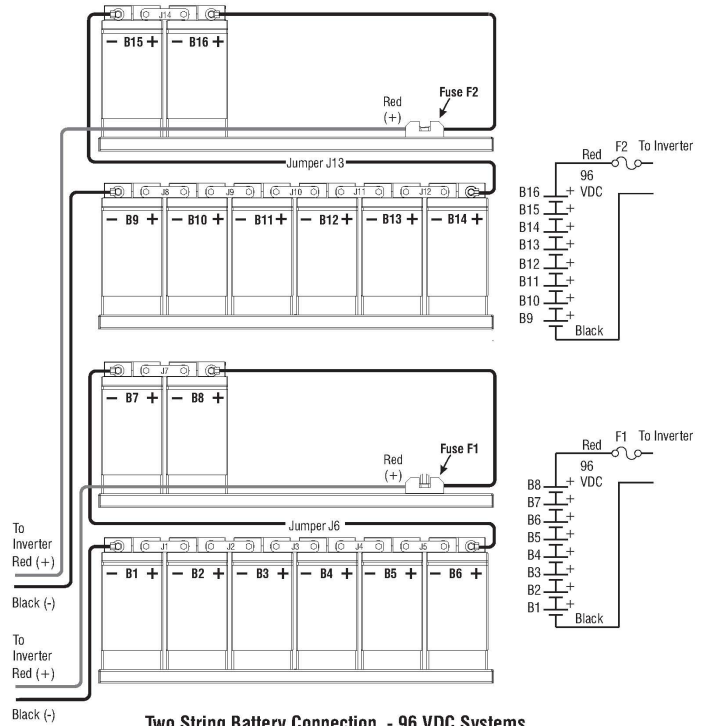 J14
− B15 + − B16 +
Fuse F2
Red
(+)
Jumper J13
J8 J9 J10 J11 J12
− B9 + − B10 + − B11 + − B12 + − B13 + − B14 +
Red F2 To Inverter
96
VDC
B16 +
B15 +
B14 +
B13 +
B12 +
B11 +
B10 +
B9 +
Black
J7
− B7 + − B8 +
Fuse F1
Red
(+)
Jumper J6
J1 J2 J3 J4 J5
− B1 + − B2 + − B3 + − B4 + − B5 + − B6 +
Red F1 To Inverter
96
VDC
B8 +
B7 +
B6 +
B5 +
B4 +
B3 +
B2 +
B1 +
Black
To
Inverter
Red (+)
Black (-)
To
Inverter
Red (+)
Black (-)
Two String Battery Connection - 96 VDC Systems